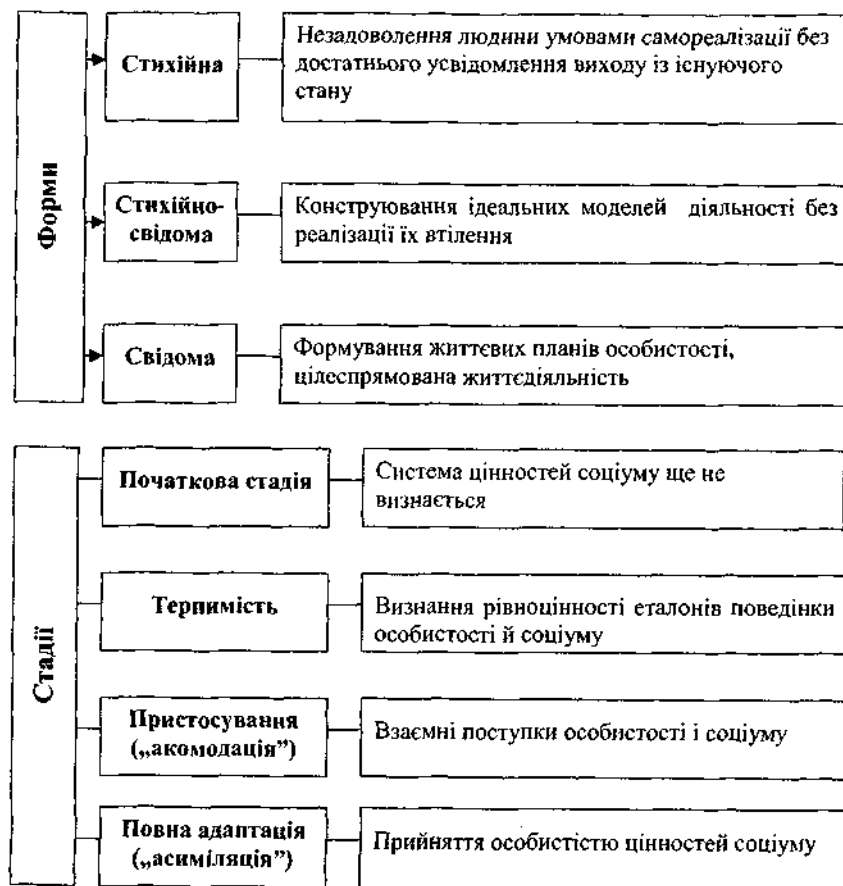 Форми
Стихійна
Незадоволення людини умовами самореалізації без
достатнього усвідомлення виходу із існуючого
стану
Стихійно-
свідома
Конструювання ідеальних моделей діяльності без
реалізації їх втілення
Свідома
Формування життєвих планів особистості,
цілеспрямована життєдіяльність
Стадії
Початкова стадія
Система цінностей соціуму ще не
визнається
Терпимість
Визнання рівноцінності еталонів поведінки
особистості й соціуму
Пристосування
(„акомодація”)
Взаємні поступки особистості і соціуму
Повна адаптація
(„асиміляція”)
Прийняття особистістю цінностей соціуму